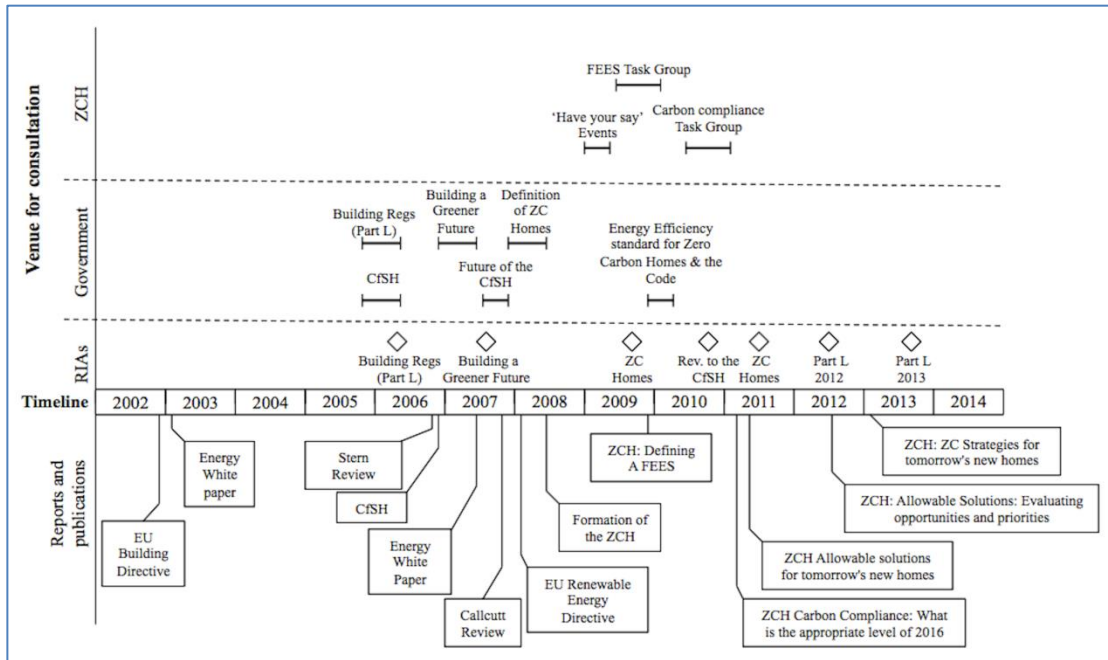 Venue for consultation
ZCH
FEES Task Group
'Have your say'
Events
Carbon compliance
Task Group
Government
Building Regs
(Part L)
Building a
Greener
Future
Definition
of ZC
Homes
CfSH
Future of the
CfSH
Energy Efficiency
standard for Zero
Carbon Homes & the
Code
RIAs
Building Regs
(Part L)
Building a
Greener Future
ZC
Homes
Rev. to the
CfSH
ZC
Homes
Part L
2012
Part L
2013
Timeline
2002
2003
2004
2005
2006
2007
2008
2009
2010
2011
2012
2013
2014
Reports and
publications
EU
Building
Directive
Energy
White
paper
Stern
Review
CfSH
Energy
White
Paper
Callcutt
Review
EU Renewable
Energy
Directive
Formation of
the ZCH
ZCH: Defining
A FEES
ZCH Carbon Compliance: What
is the appropriate level of 2016
ZCH Allowable solutions
for tomorrow's new homes
ZCH: Allowable Solutions: Evaluating
opportunities and priorities
ZCH: ZC Strategies for
tomorrow's new homes